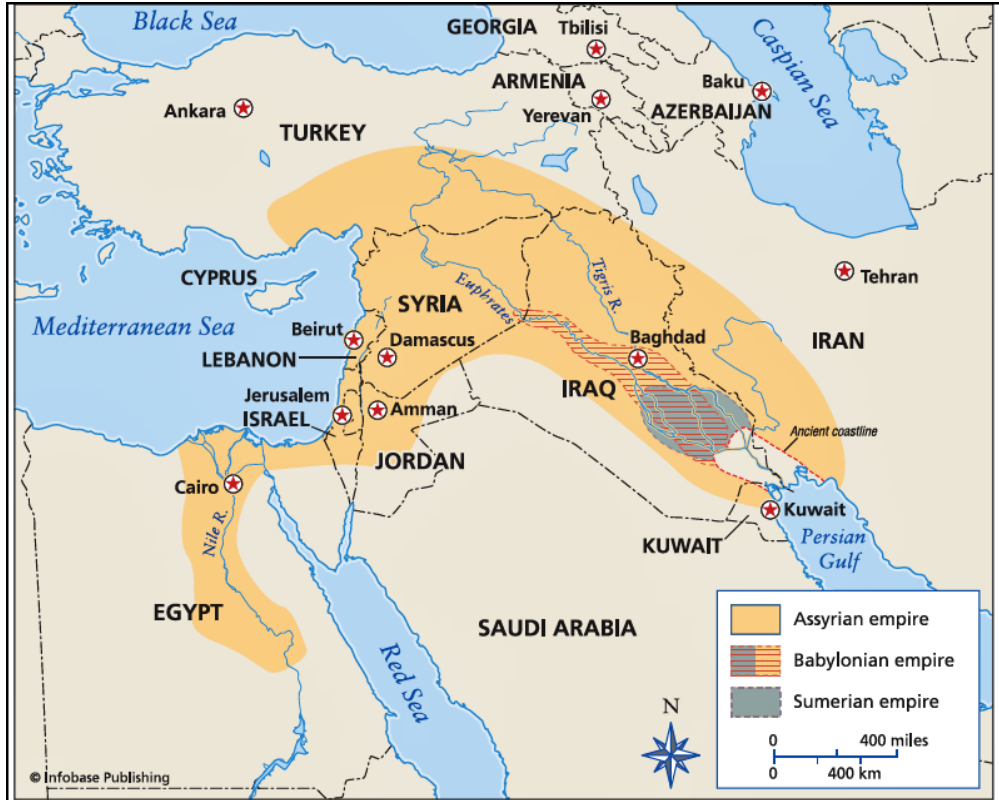 Black Sea
GEORGIA
Tbilisi
Caspian Sea
ARMENIA
Baku
Ankara
Yerevan
AZERBAIJAN
TURKEY
CYPRUS
Tigris R.
Tehran
Euphrates
SYRIA
Mediterranean Sea
Beirut
Baghdad
IRAN
Damascus
LEBANON
IRAQ
Jerusalem
Amman
ISRAEL
Ancient coastline
JORDAN
Cairo
Kuwait
Nile R.
KUWAIT
Persian
Gulf
EGYPT
SAUDI ARABIA
Red Sea
Assyrian empire
Babylonian empire
Sumerian empire
N
0 400 miles
0 400 km
© Infobase Publishing